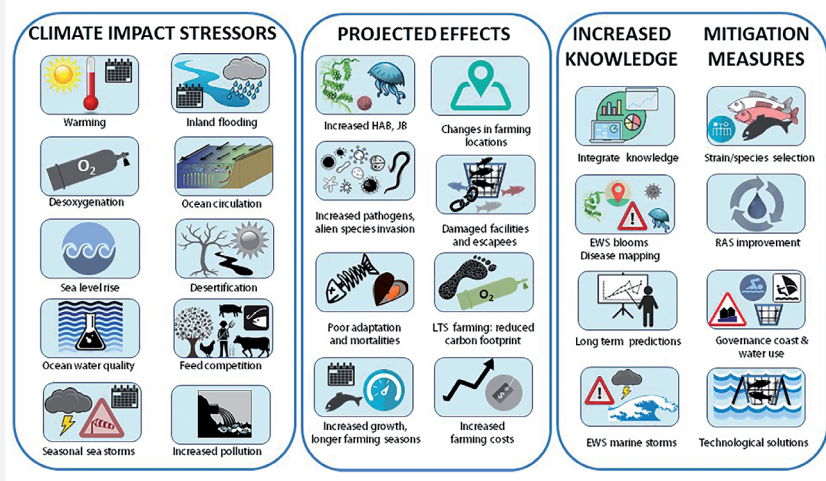 CLIMATE IMPACT STRESSORS
Warming
Inland flooding
O2
Desoxygenation
Ocean circulation
Sea level rise
Desertification
Ocean water quality
Feed competition
Seasonal sea storms
Increased pollution
PROJECTED EFFECTS
Increased HAB, JB
Changes in farming
locations
Increased pathogens,
alien species invasion
Damaged facilities
and escapees
Poor adaptation
and mortalities
O2
LTS farming: reduced
carbon footprint
Increased growth,
longer farming seasons
$
Increased
farming costs
INCREASED
KNOWLEDGE
Integrate knowledge
EWS blooms
Disease mapping
Long term predictions
EWS marine storms
MITIGATION
MEASURES
Strain/species selection
RAS improvement
Governance coast &
water use
Technological solutions